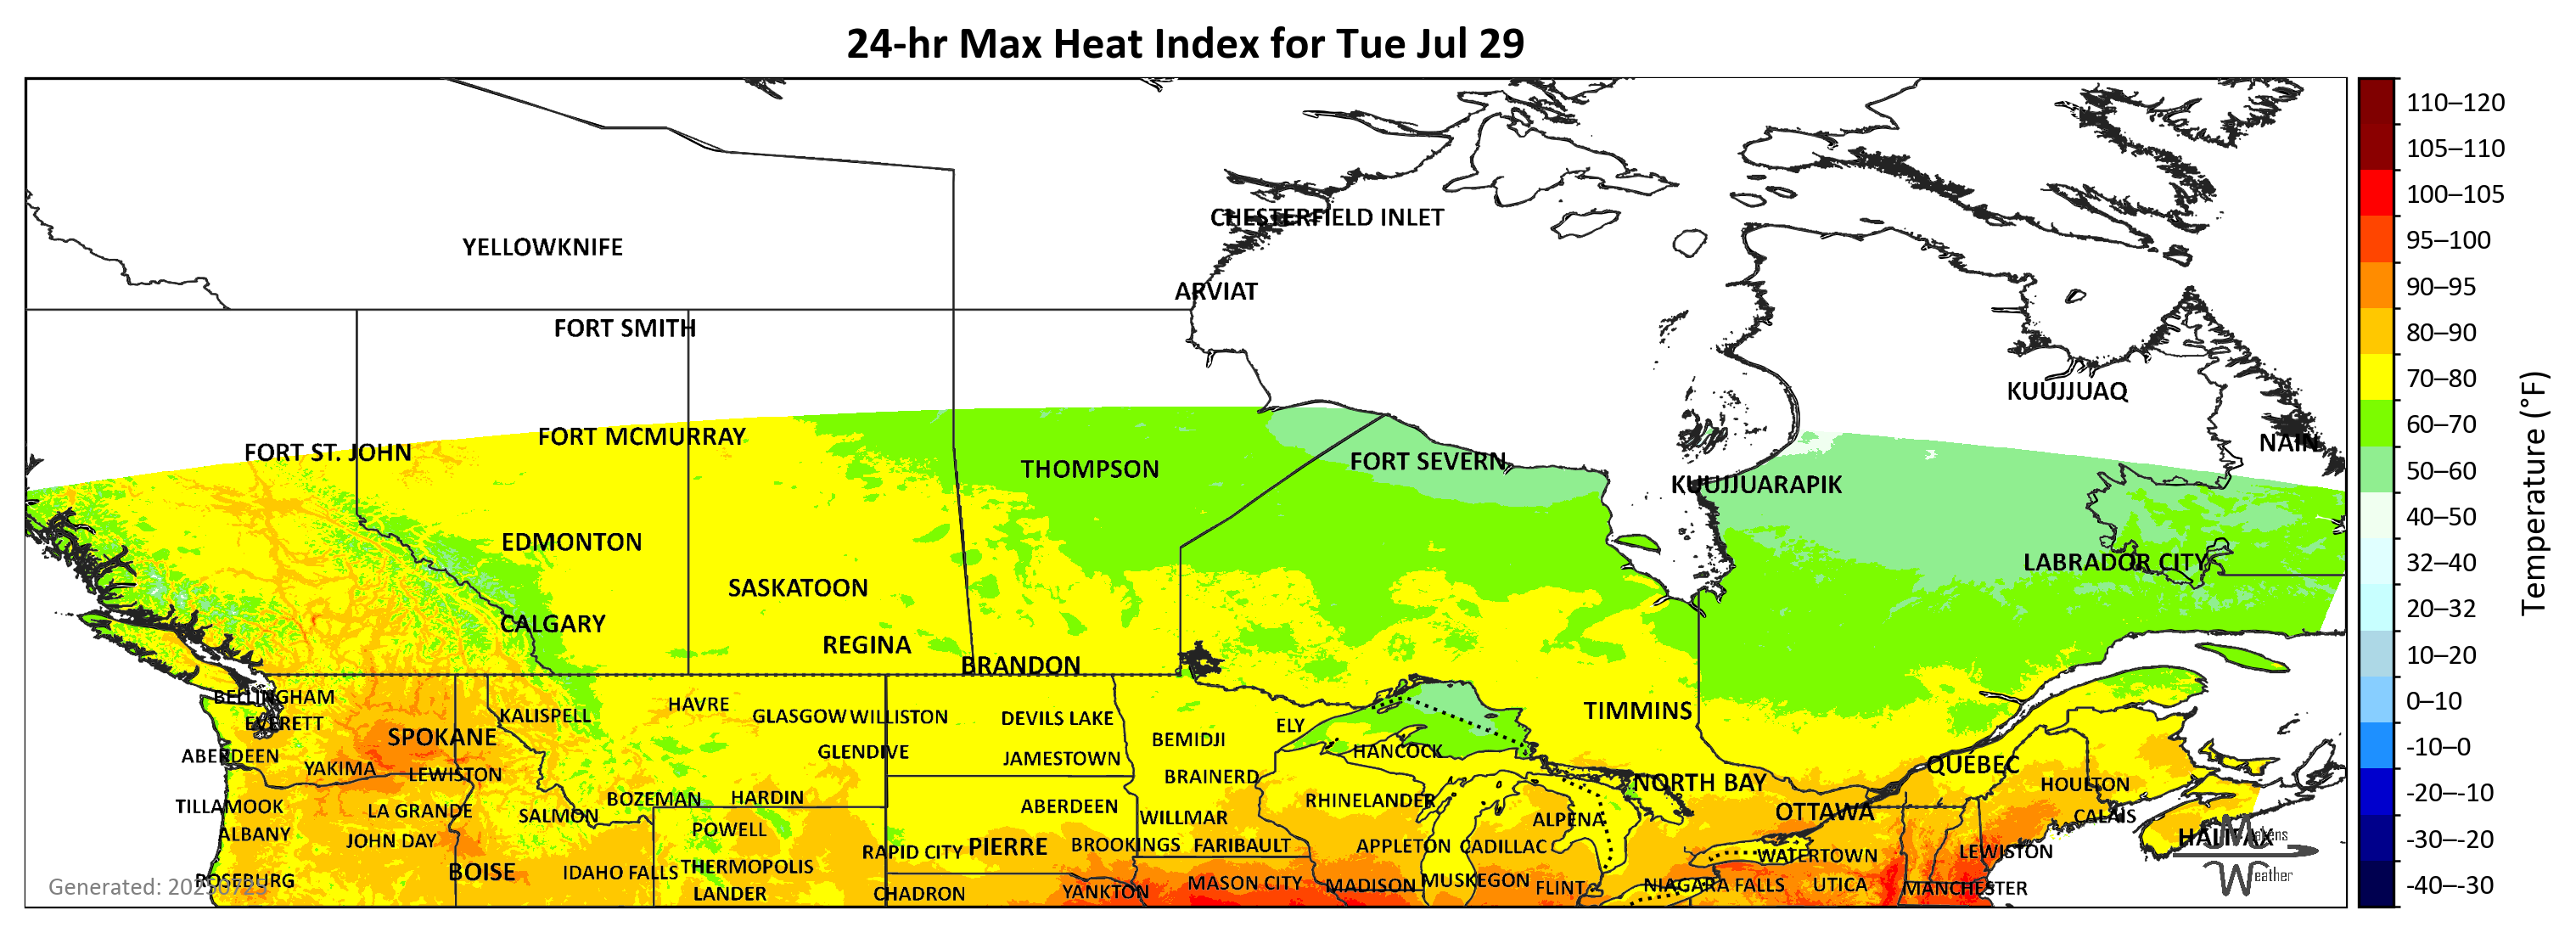 24-hr Max Heat Index for Tue Jul 29
CHESTERFIELD INLET
YELLOWKNIFE
ARVIAT
FORT SMITH
KUUJJUAQ
FORT MCMURRAY
NAIN
FORT ST. JOHN
FORT SEVERN
THOMPSON
KUUJJUARAPIK
EDMONTON
LABRADOR CITY
SASKATOON
CALGARY
REGINA
BRANDON
BELLINGHAM
HAVRE
TIMMINS
KALISPELL
GLASGOW
WILLISTON
DEVILS LAKE
EVERETT
ELY
SPOKANE
BEMIDJI
GLENDIVE
HANCOCK
ABERDEEN
JAMESTOWN
QUEBEC
YAKIMA
LEWISTON
BRAINERD
NORTH BAY
HOULTON
BOZEMAN
HARDIN
RHINELANDER
TILLAMOOK
LA GRANDE
ABERDEEN
SALMON
WILLMAR
OTTAWA
CALAIS
ALPENA
POWELL
ALBANY
JOHN DAY
HALIFAX
PIERRE
BROOKINGS
FARIBAULT
APPLETON
CADILLAC
RAPID CITY
WATERTOWN
LEWISTON
BOISE
IDAHO FALLS
THERMOPOLIS
ROSEBURG
MUSKEGON
MASON CITY
MADISON
FLINT
NIAGARA FALLS
UTICA
MANCHESTER
LANDER
CHADRON
YANKTON
Generated: 20250725
Makens
Weather
110–120
105–110
100–105
95–100
90–95
80–90
70–80
60–70
50–60
40–50
32–40
20–32
10–20
0–10
-10–0
-20–-10
-30–-20
-40–-30
Temperature (°F)